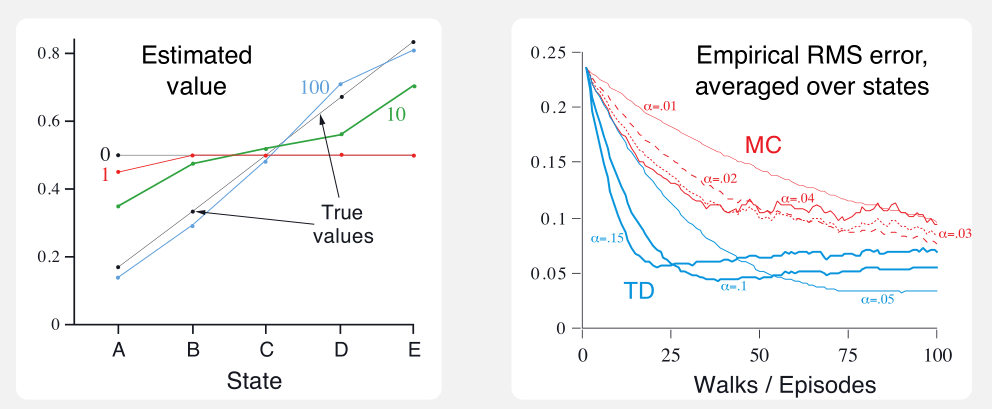 Estimated
value
0.8
0.6
0.4
0.2
0
100
10
0
1
True
values
A B C D E
State
Empirical RMS error,
averaged over states
0.25
0.2
0.15
0.1
0.05
0
α=.01
MC
α=.02
α=.04
α=.03
α=.15
TD
α=.1
α=.05
0 25 50 75 100
Walks / Episodes